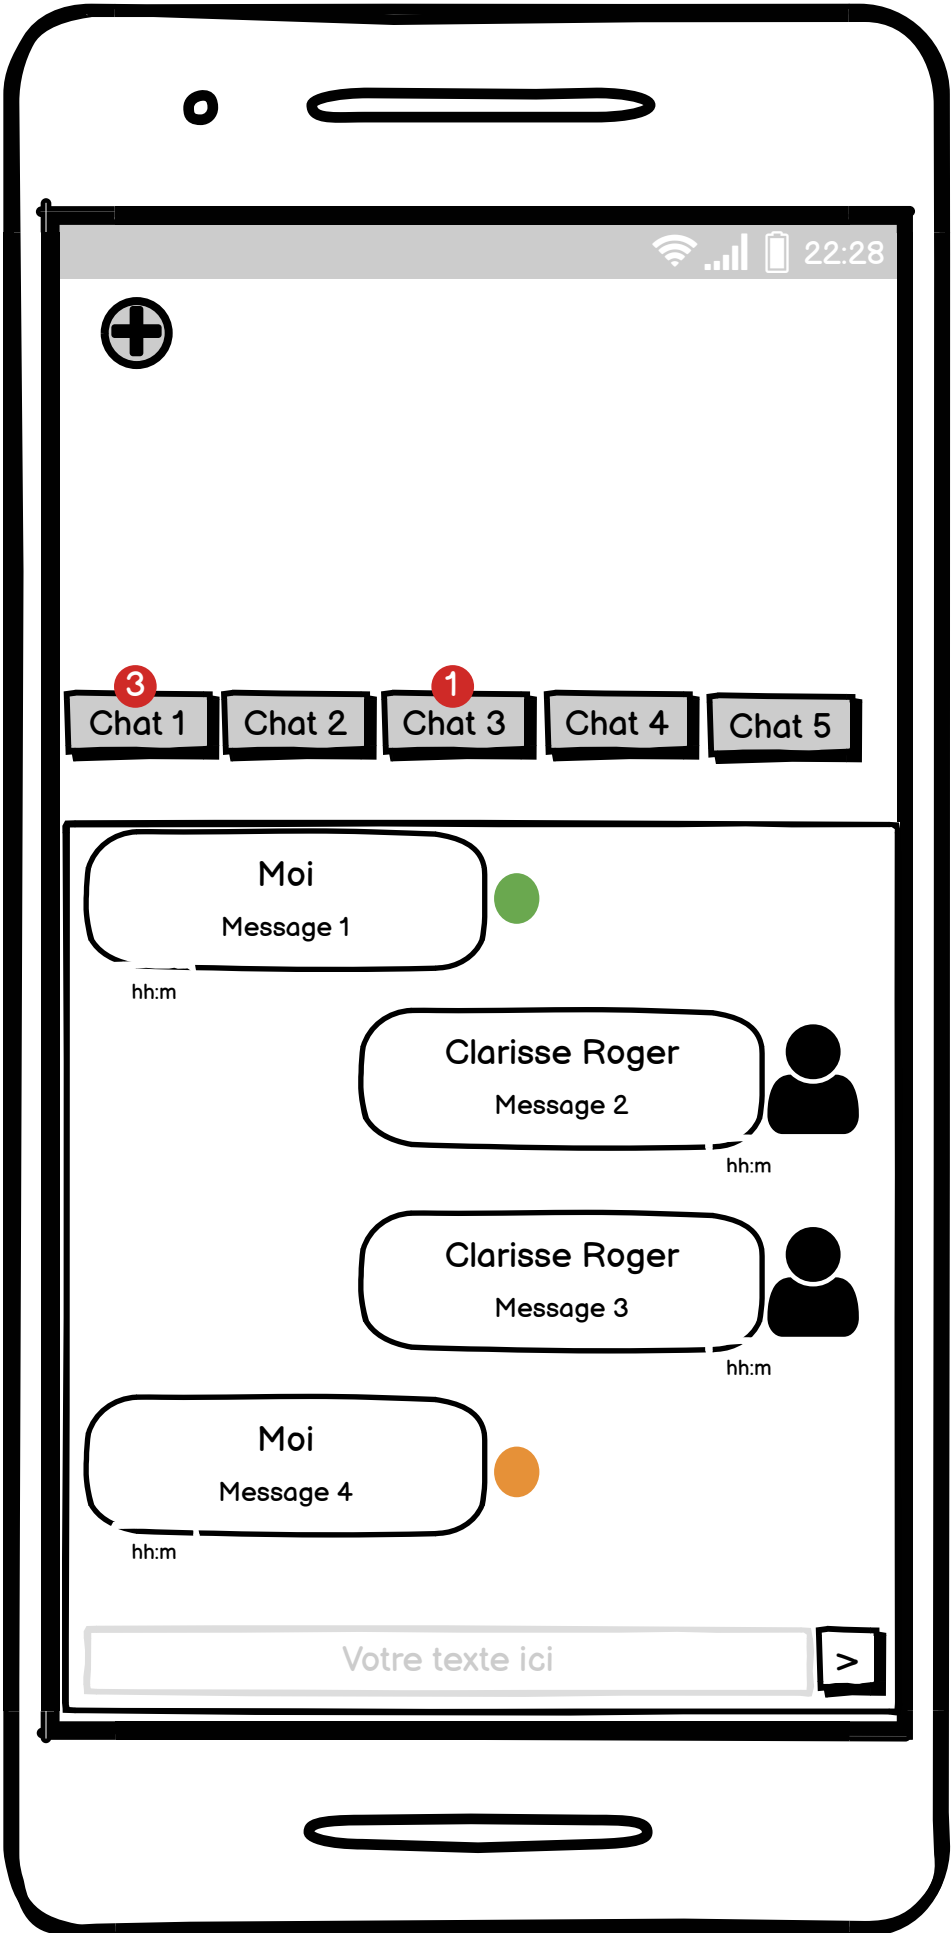 22:28
3
1
Chat 1
Chat 2
Chat 3
Chat 4
Chat 5
Moi
Message 1
hh:m
Clarisse Roger
Message 2
hh:m
Clarisse Roger
Message 3
hh:m
Moi
Message 4
hh:m
Votre texte ici
>